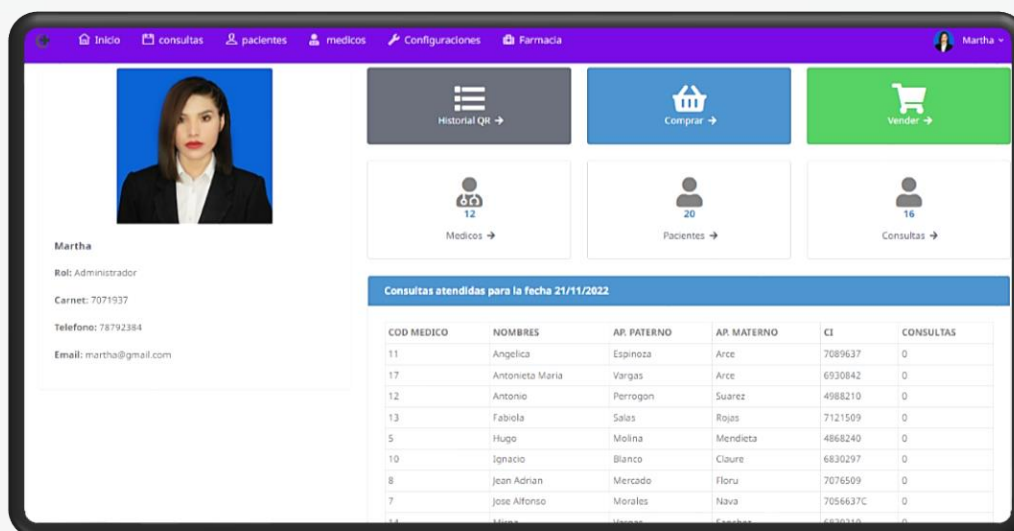 Inicio consultas pacientes medicos Configuraciones Farmacia Martha
Historial QR
Comprar
Vender
12
Medicos
20
Pacientes
16
Consultas
Martha
Rol: Administrador
Carnet: 7071937
Telefono: 78792384
Email: martha@gmail.com
Consultas atendidas para la fecha 21/11/2022
COD MEDICO NOMBRES AP. PATERNO AP. MATERNO CI CONSULTAS
11 Angelica Espinoza Arce 7089637 0
17 Antonieta Maria Vargas Arce 6930842 0
12 Antonio Perrogon Suarez 4988210 0
13 Fabiola Salas Rojas 7121509 0
5 Hugo Molina Mendieta 4868240 0
10 Ignacio Blanco Claure 6830297 0
8 Jean Adrian Mercado Floru 7076509 0
7 Jose Alfonso Morales Nava 7056637C 0